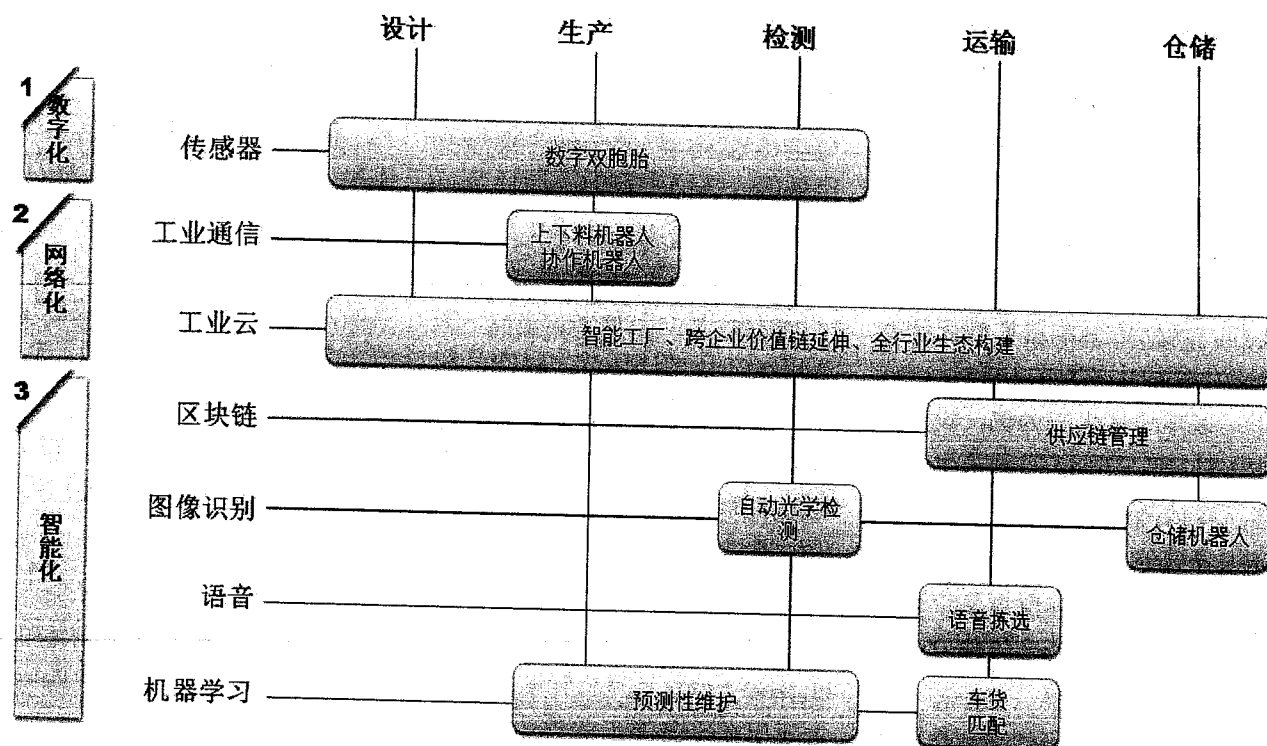 设计
生产
检测
运输
仓储
1
数字化
传感器
数字双胞胎
2
网络化
工业通信
上下料机器人
协作机器人
工业云
智能工厂、跨企业价值链延伸、全行业生态构建
3
智能化
区块链
供应链管理
图像识别
自动光学检
测
仓储机器人
语音
语音拣选
机器学习
预测性维护
车货
匹配